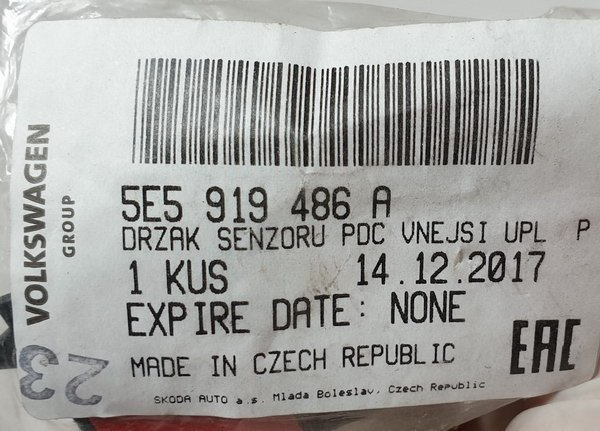 VOLKSWAGEN
GROUP
5E5 919 486 A
DRZAK SENZORU PDC VNEJSI UPL P
1 KUS 14.12.2017
EXPIRE DATE: NONE
MADE IN CZECH REPUBLIC
EAC
SKODA AUTO a.s. Mlada Boleslav, Czech Republic
23